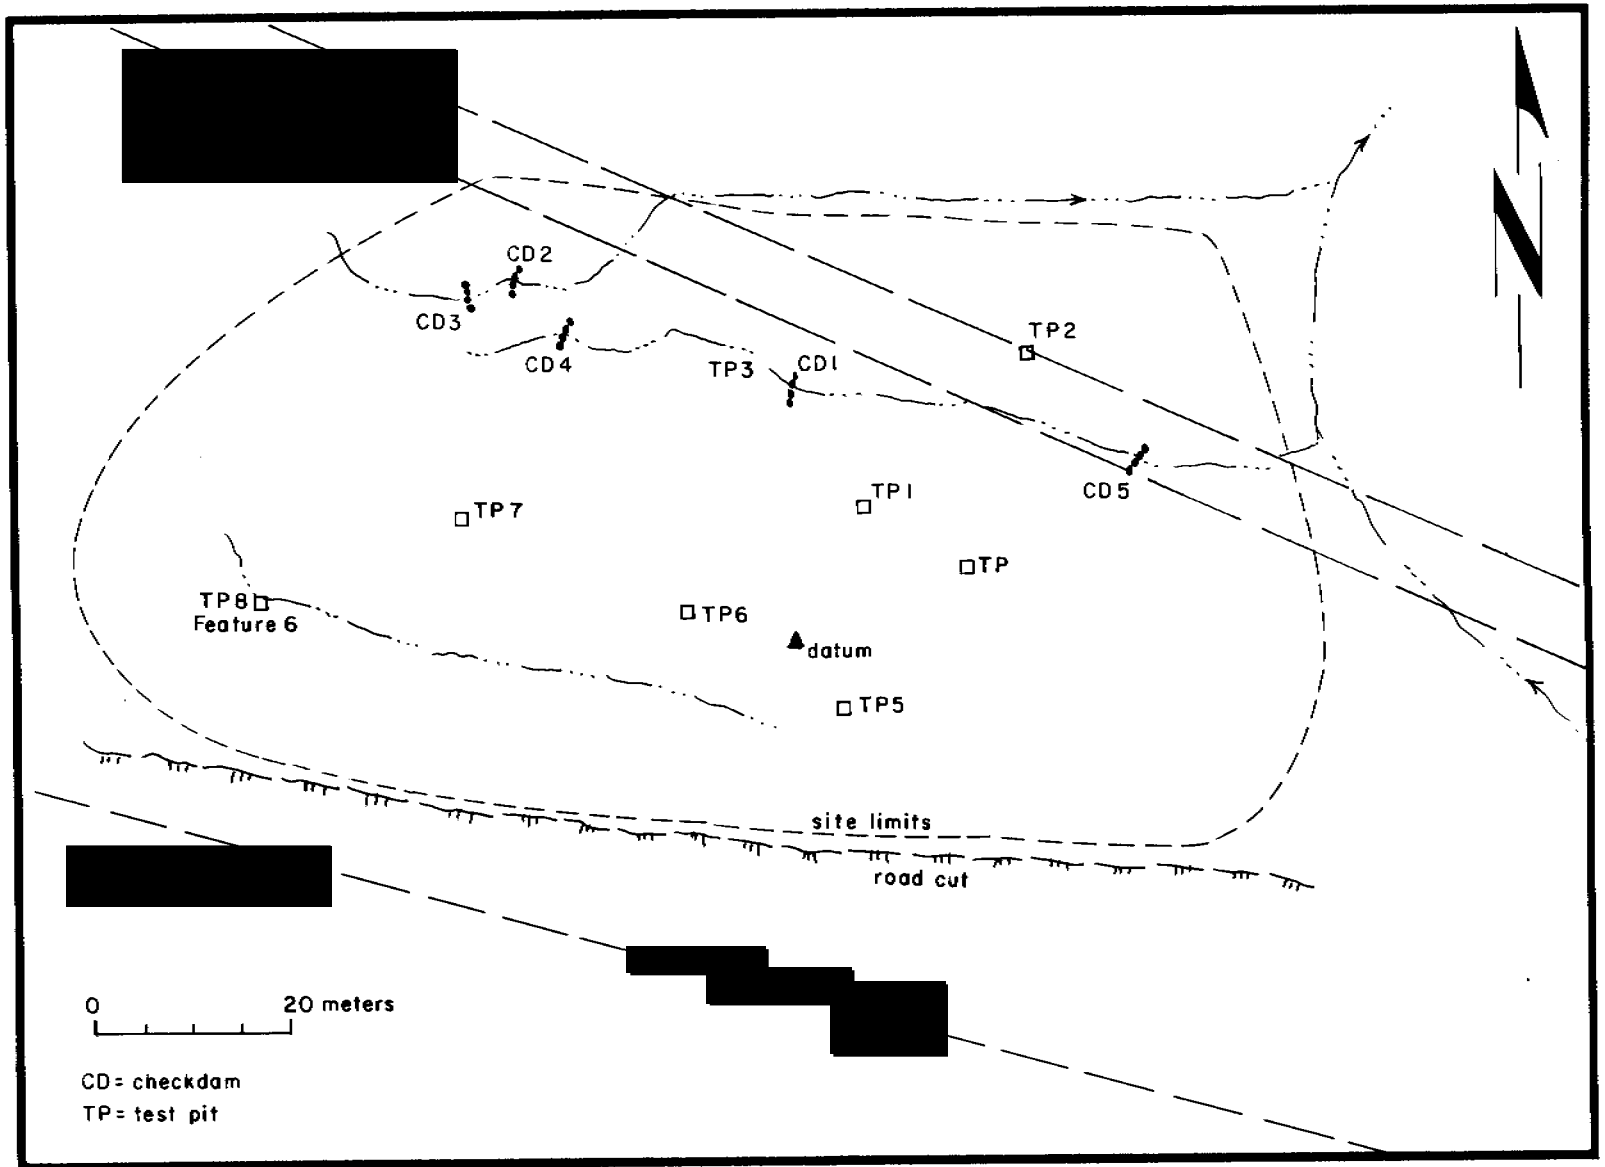 N
CD2
CD3
TP2
CD4
TP3
CD1
CD5
TP1
TP7
TP
TP8
Feature 6
TP6
datum
TP5
site limits
road cut
0 20 meters
CD= checkdam
TP= test pit